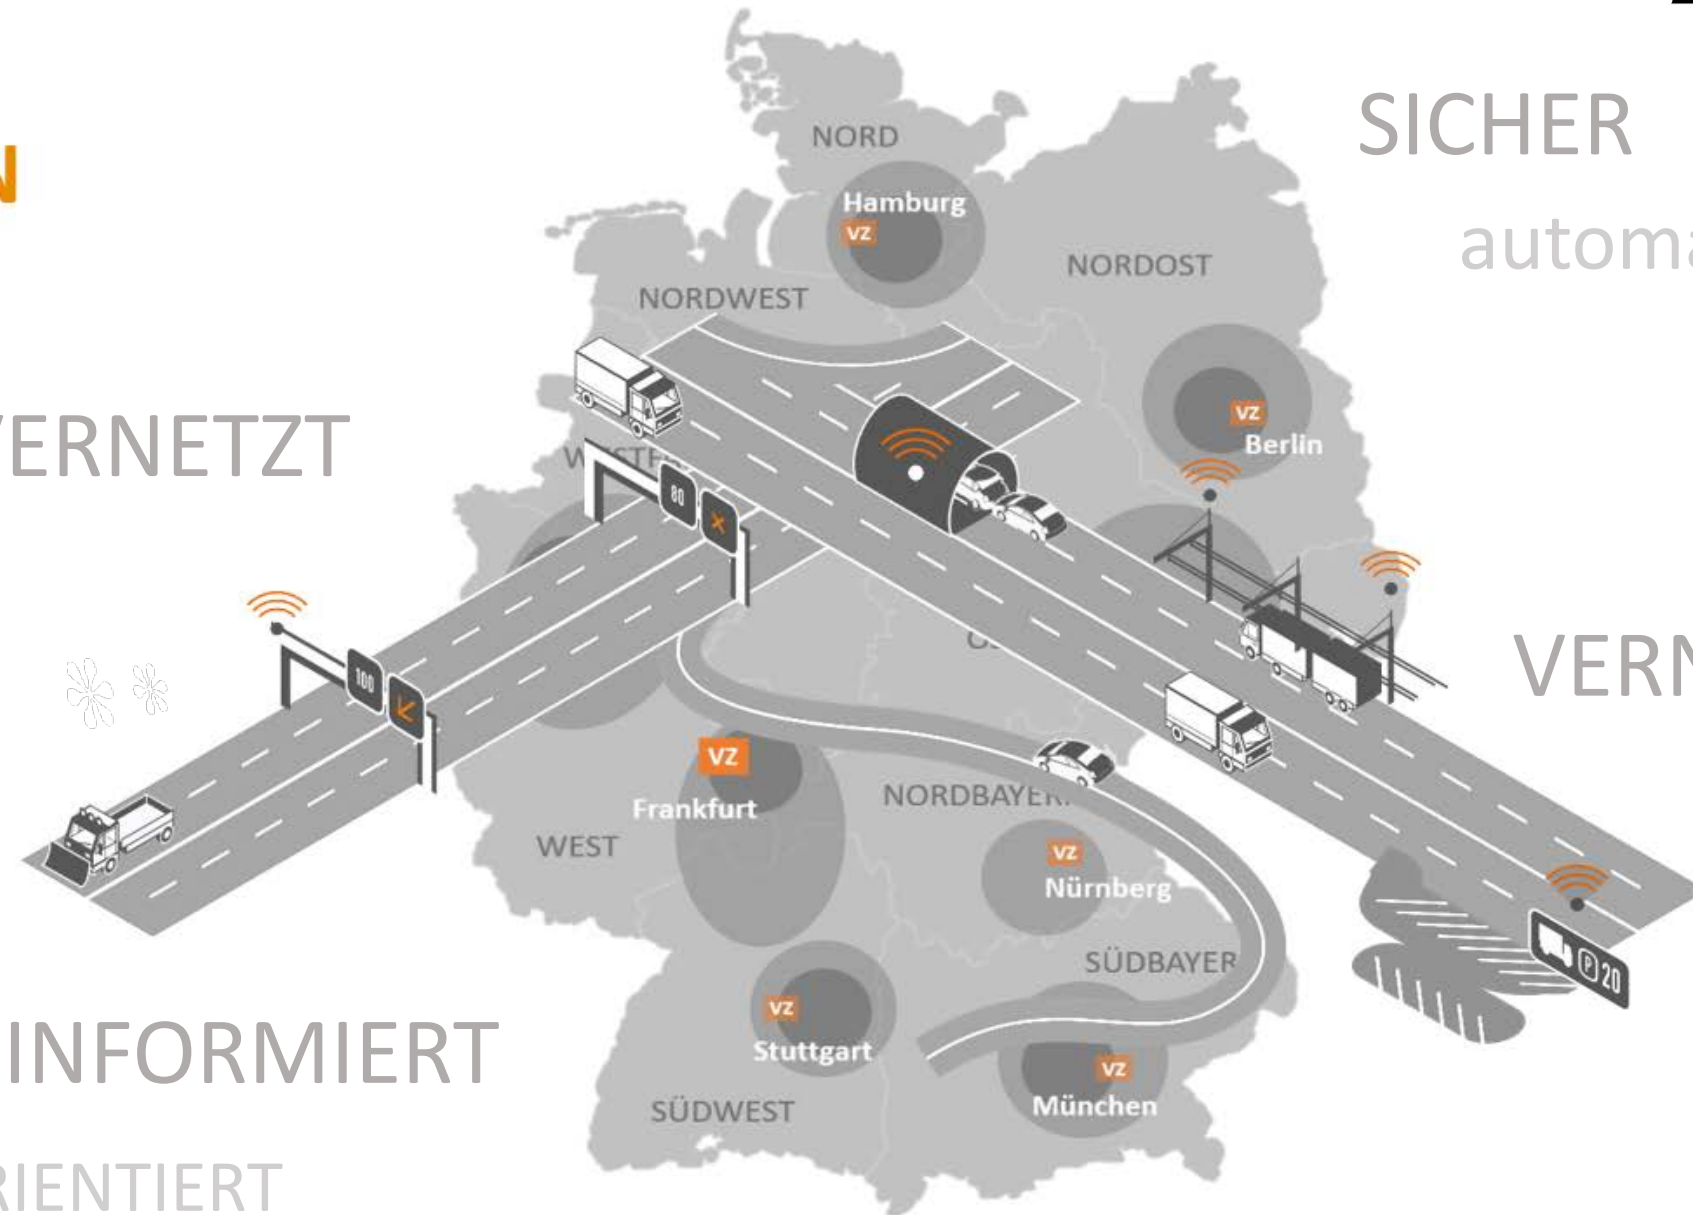 SICHER
NORD
N
Hamburg
VZ
automa
NORDOST
NORDWEST
VZ
Berlin
VERNETZT
80
VERN
100
VZ
Frankfurt
NORDBAYER
WEST
VZ
Nürnberg
SÜDBAYER
P 20
VZ
Stuttgart
INFORMIERT
VZ
München
SÜDWEST
RIENTIERT